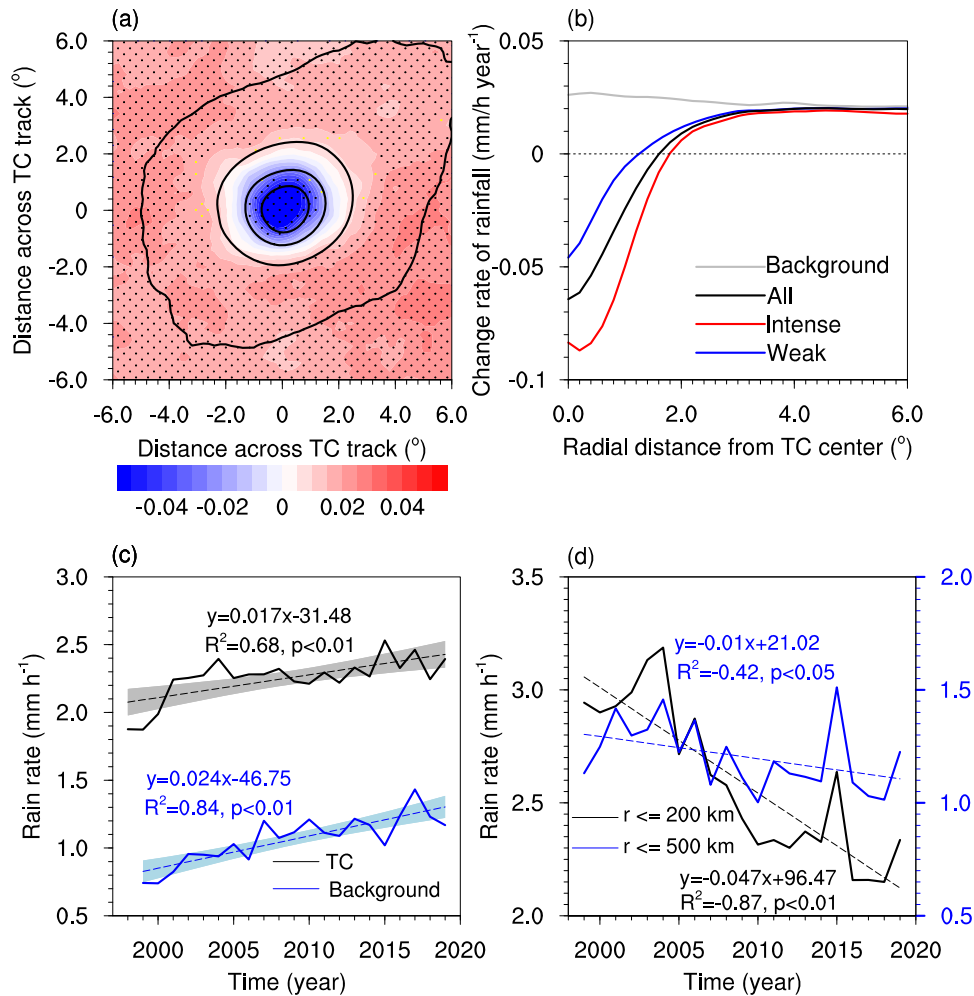 (a)
6.0
4.0
2.0
0
-2.0
-4.0
-6.0
Distance across TC track (°)
-6.0 -4.0 -2.0 0 2.0 4.0 6.0
Distance across TC track (°)
-0.04 -0.02 0 0.02 0.04
(b)
0.05
0
-0.05
-0.1
Change rate of rainfall (mm/h year⁻¹)
Background
All
Intense
Weak
0.0 2.0 4.0 6.0
Radial distance from TC center (°)
(c)
3.0
2.5
2.0
1.5
1.0
0.5
Rain rate (mm h⁻¹)
y=0.017x-31.48
R²=0.68, p<0.01
y=0.024x-46.75
R²=0.84, p<0.01
TC
Background
2000 2005 2010 2015 2020
Time (year)
(d)
3.5
3.0
2.5
2.0
Rain rate (mm h⁻¹)
2.0
1.5
1.0
0.5
y=-0.01x+21.02
R²=-0.42, p<0.05
r <= 200 km
r <= 500 km
y=-0.047x+96.47
R²=-0.87, p<0.01
2000 2005 2010 2015 2020
Time (year)